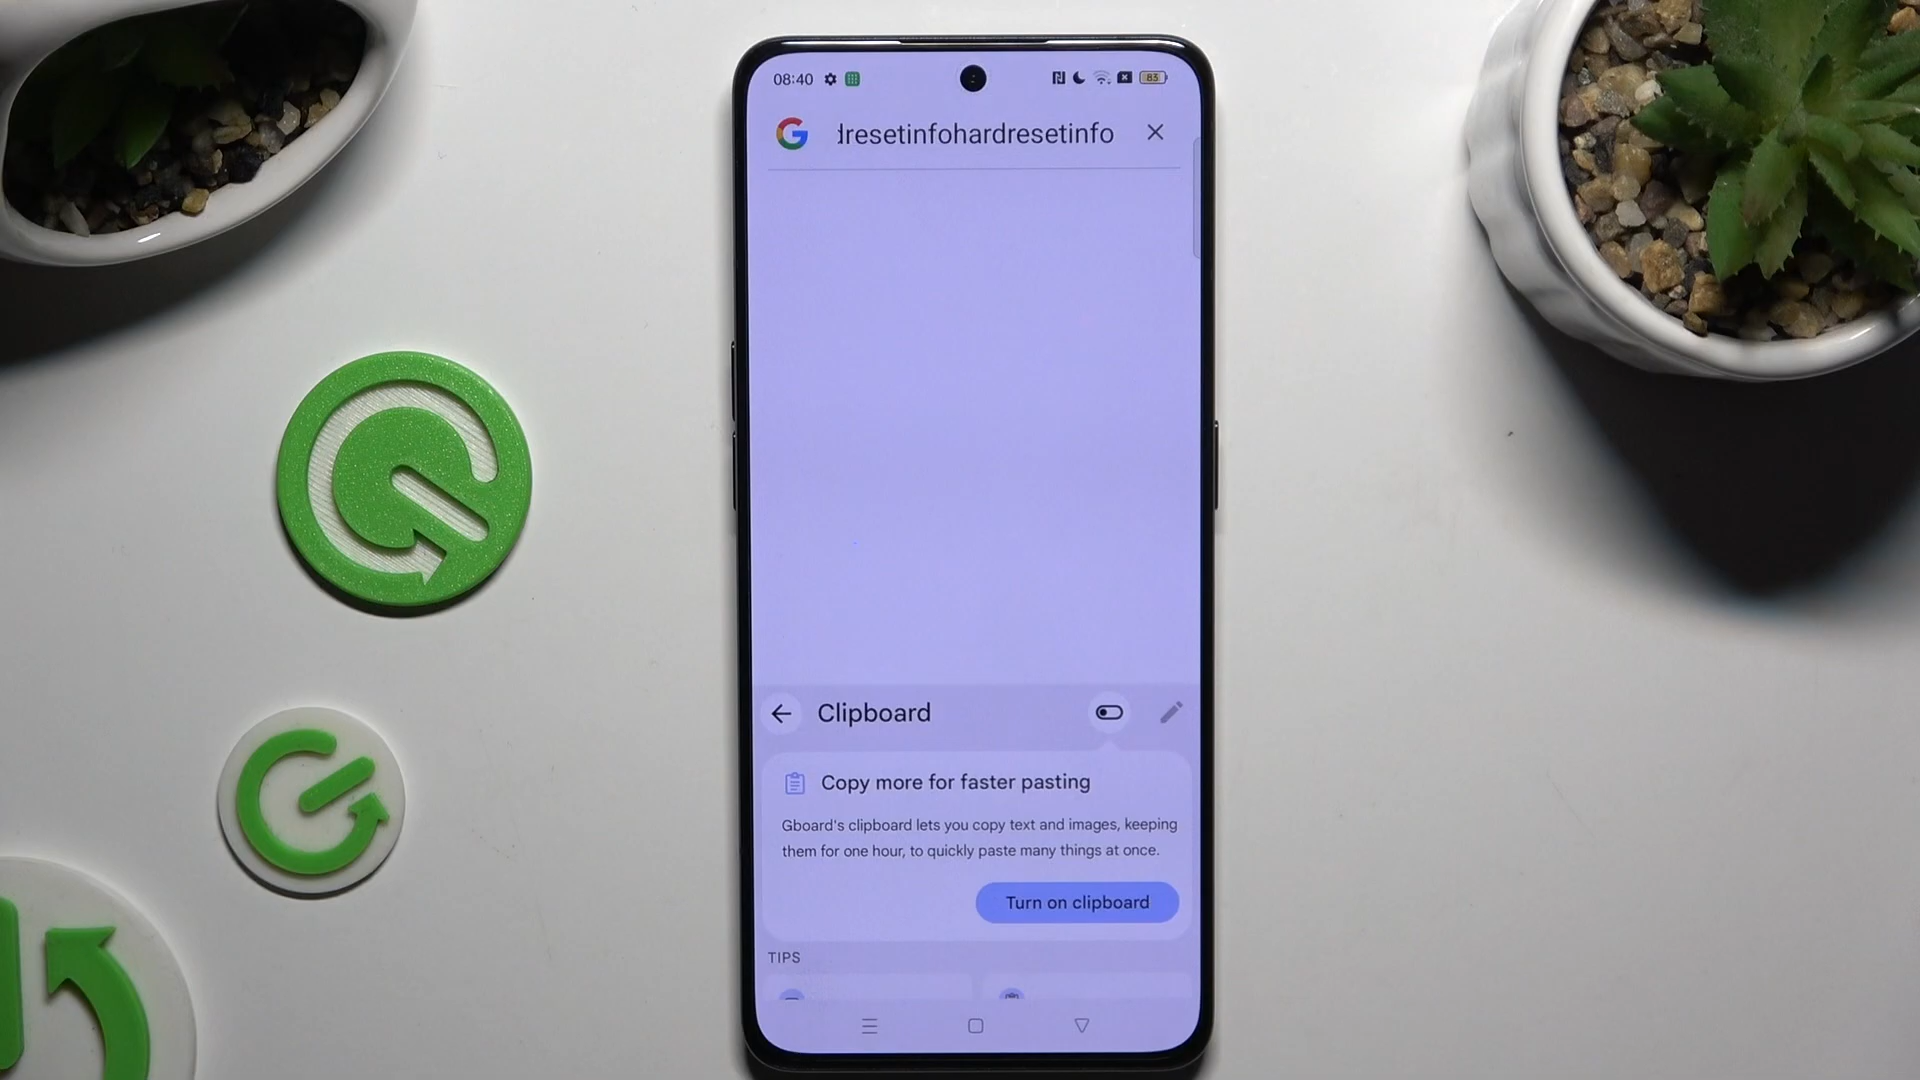 08:40
83
dresetinfohardresetinfo
Clipboard
Copy more for faster pasting
Gboard's clipboard lets you copy text and images, keeping
them for one hour, to quickly paste many things at once.
Turn on clipboard
TIPS